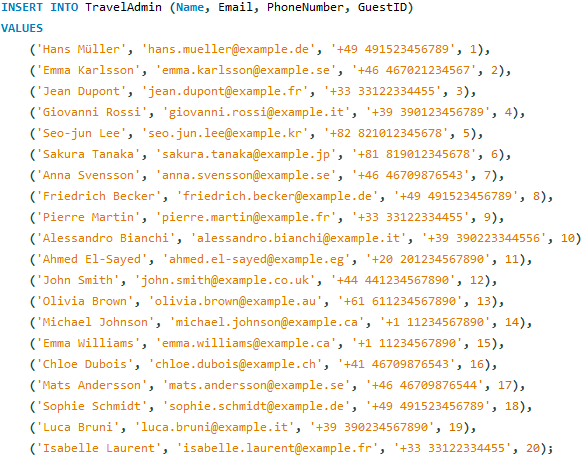 INSERT INTO TravelAdmin (Name, Email, PhoneNumber, GuestID)
VALUES
('Hans Müller', 'hans.mueller@example.de', '+49 491523456789', 1),
('Emma Karlsson', 'emma.karlsson@example.se', '+46 467021234567', 2),
('Jean Dupont', 'jean.dupont@example.fr', '+33 33122334455', 3),
('Giovanni Rossi', 'giovanni.rossi@example.it', '+39 390123456789', 4),
('Seo-jun Lee', 'seo.jun.lee@example.kr', '+82 821012345678', 5),
('Sakura Tanaka', 'sakura.tanaka@example.jp', '+81 819012345678', 6),
('Anna Svensson', 'anna.svensson@example.se', '+46 46709876543', 7),
('Friedrich Becker', 'friedrich.becker@example.de', '+49 491523456789', 8),
('Pierre Martin', 'pierre.martin@example.fr', '+33 33122334455', 9),
('Alessandro Bianchi', 'alessandro.bianchi@example.it', '+39 390223344556', 10)
('Ahmed El-Sayed', 'ahmed.el-sayed@example.eg', '+20 201234567890', 11),
('John Smith', 'john.smith@example.co.uk', '+44 441234567890', 12),
('Olivia Brown', 'olivia.brown@example.au', '+61 611234567890', 13),
('Michael Johnson', 'michael.johnson@example.ca', '+1 11234567890', 14),
('Emma Williams', 'emma.williams@example.ca', '+1 11234567890', 15),
('Chloe Dubois', 'chloe.dubois@example.ch', '+41 46709876543', 16),
('Mats Andersson', 'mats.andersson@example.se', '+46 46709876544', 17),
('Sophie Schmidt', 'sophie.schmidt@example.de', '+49 491523456789', 18),
('Luca Bruni', 'luca.bruni@example.it', '+39 390234567890', 19),
('Isabelle Laurent', 'isabelle.laurent@example.fr', '+33 33122334455', 20);